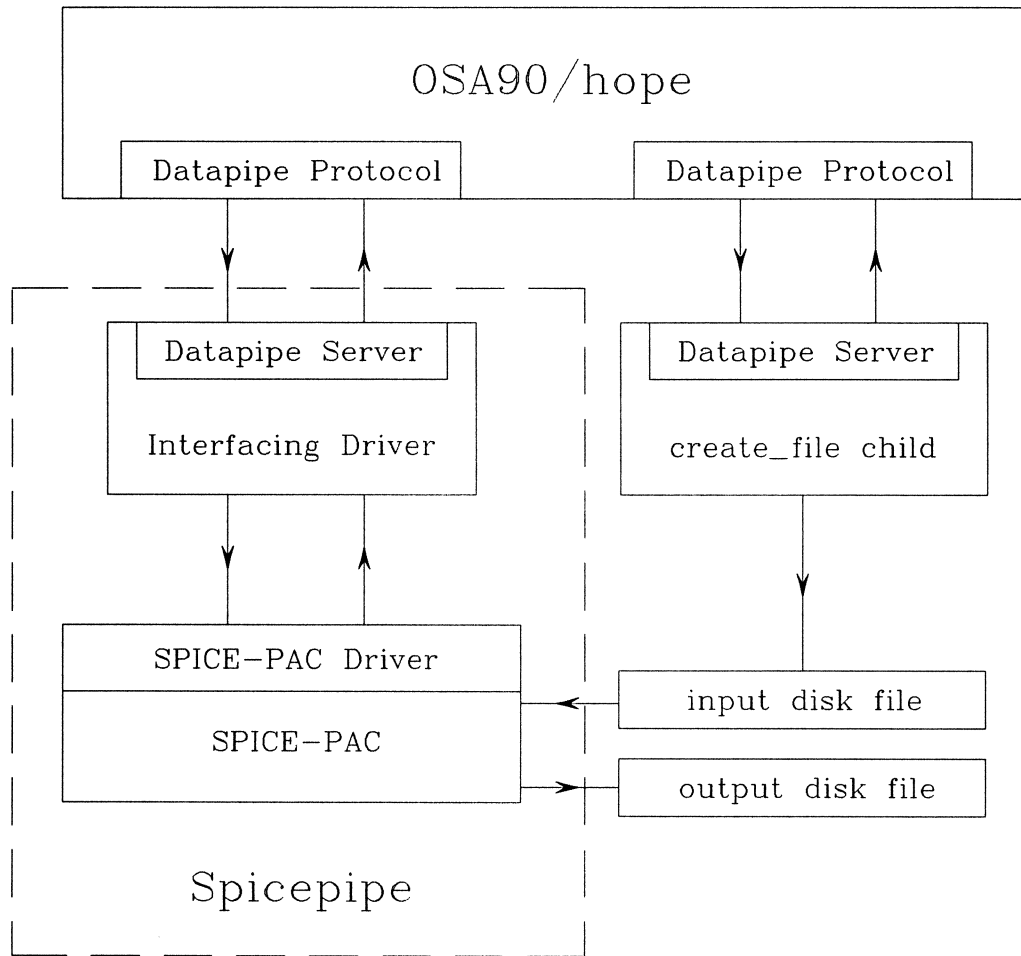 OSA90/hope
Datapipe Protocol
Datapipe Protocol
Datapipe Server
Datapipe Server
Interfacing Driver
create_file child
SPICE-PAC Driver
input disk file
SPICE-PAC
output disk file
Spicepipe